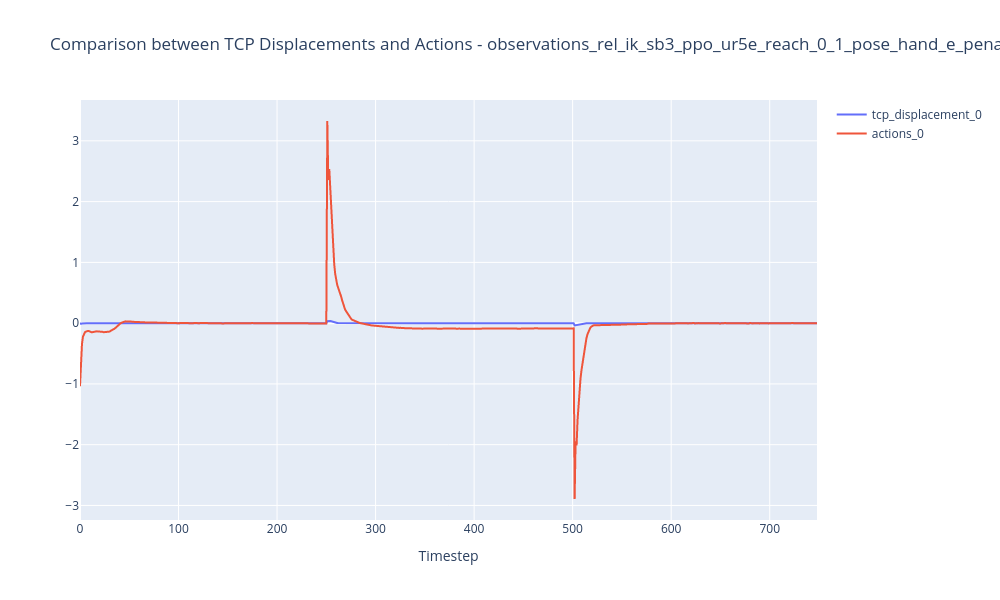 Comparison between TCP Displacements and Actions - observations_rel_ik_sb3_ppo_ur5e_reach_0_1_pose_hand_e_pena
tcp_displacement_0
actions_0
3
2
1
0
−1
−2
−3
0 100 200 300 400 500 600 700
Timestep